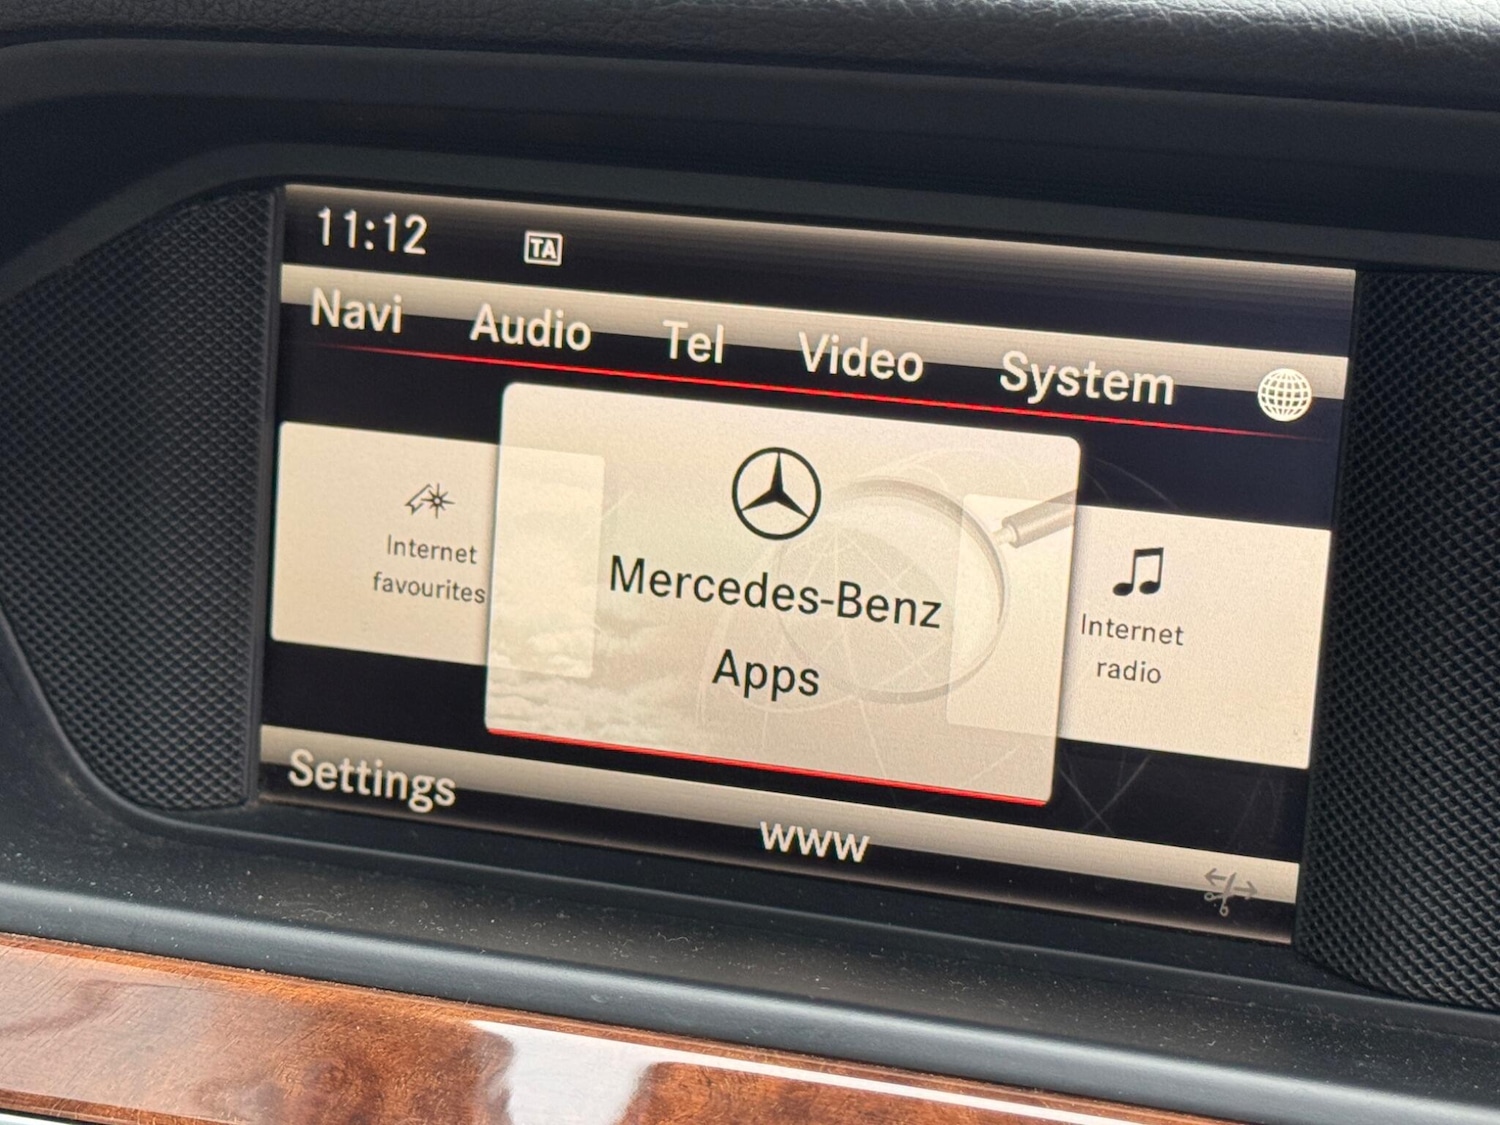 11:12 TA
Navi Audio Tel Video System
Internet
favourites
Mercedes-Benz
Apps
Internet
radio
Settings
www